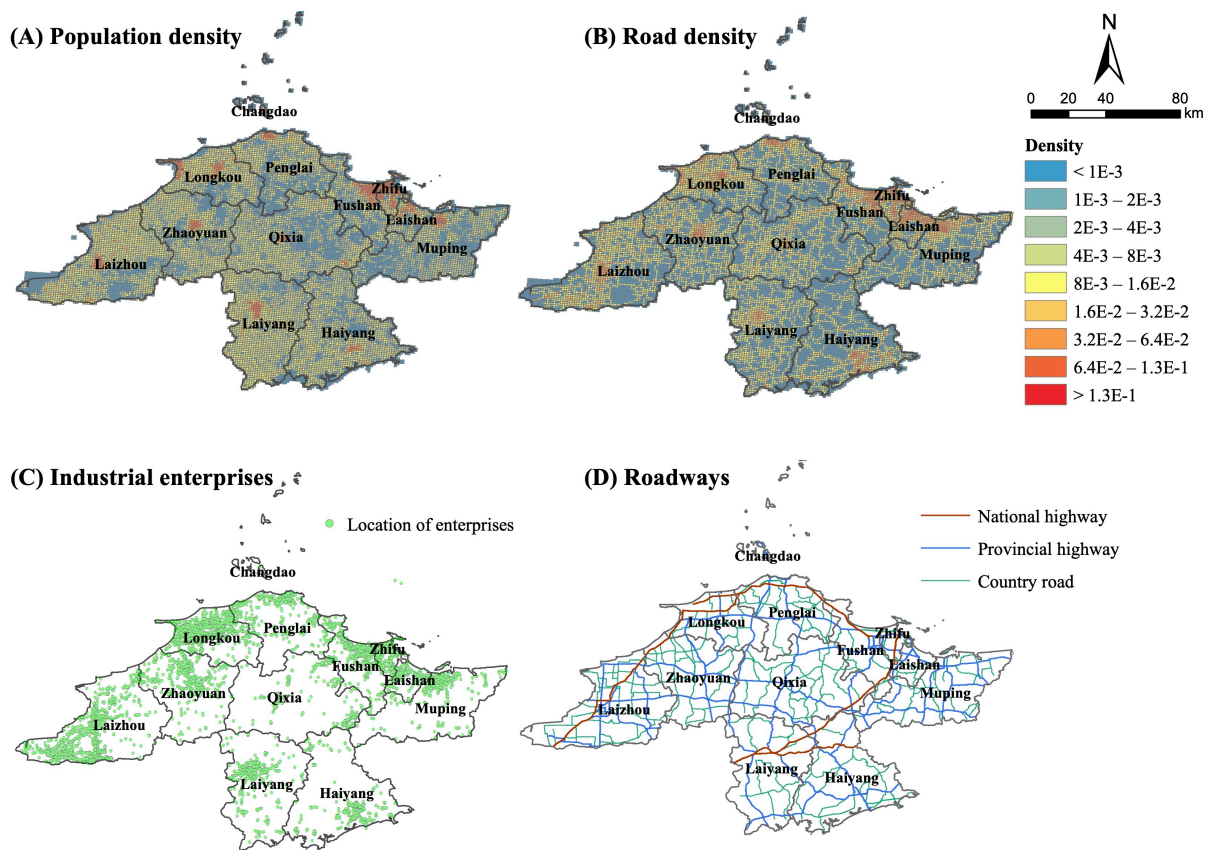 (A) Population density
(B) Road density
N
0 20 40 80
km
Changdao
Longkou
Penglai
Zhifu
Fushan
Laishan
Zhaoyuan
Qixia
Muping
Laizhou
Laiyang
Haiyang
Changdao
Longkou
Penglai
Zhifu
Fushan
Laishan
Zhaoyuan
Qixia
Muping
Laizhou
Laiyang
Haiyang
Density
< 1E-3
1E-3 – 2E-3
2E-3 – 4E-3
4E-3 – 8E-3
8E-3 – 1.6E-2
1.6E-2 – 3.2E-2
3.2E-2 – 6.4E-2
6.4E-2 – 1.3E-1
> 1.3E-1
(C) Industrial enterprises
Location of enterprises
Changdao
Longkou
Penglai
Zhifu
Fushan
Laishan
Zhaoyuan
Qixia
Muping
Laizhou
Laiyang
Haiyang
(D) Roadways
National highway
Provincial highway
Country road
Changdao
Longkou
Penglai
Zhifu
Fushan
Laishan
Zhaoyuan
Qixia
Muping
Laizhou
Laiyang
Haiyang